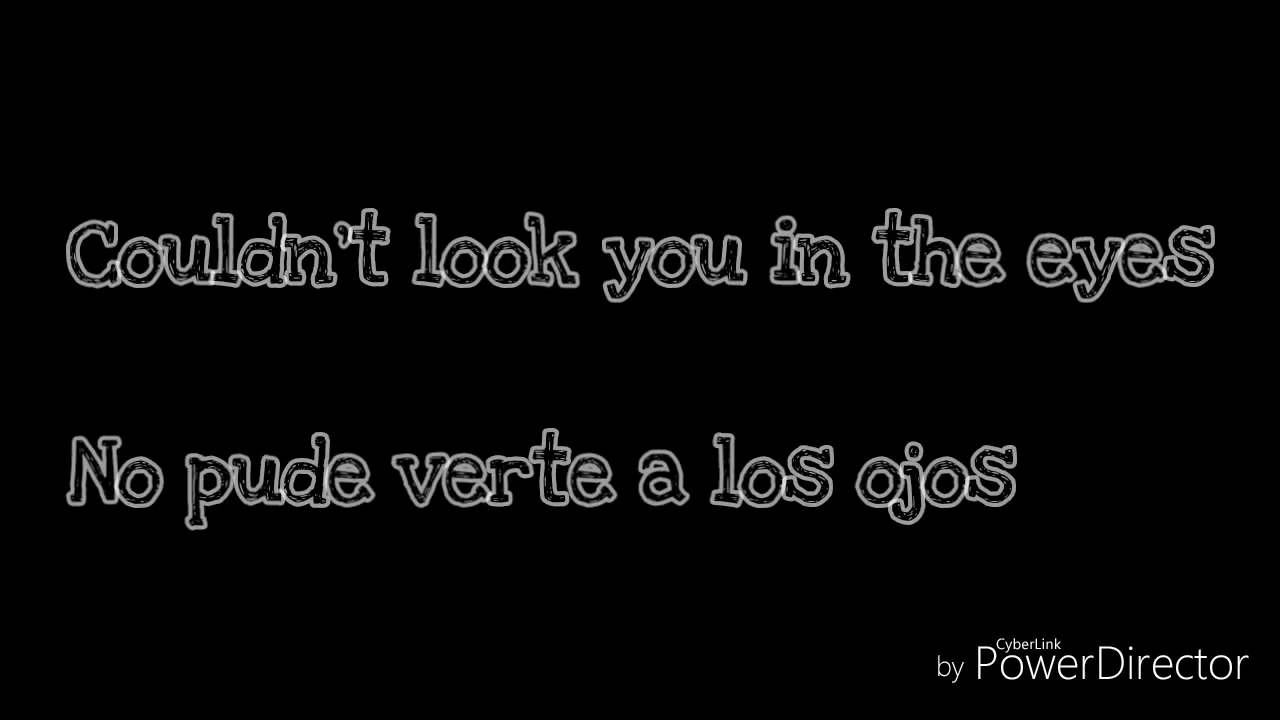 Couldn't look you in the eyes
No pude verte a los ojos
CyberLink
by PowerDirector